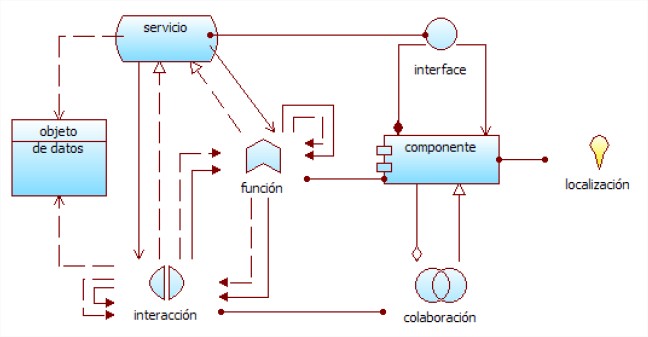 servicio
interface
objeto
de datos
componente
función
localización
interacción
colaboración